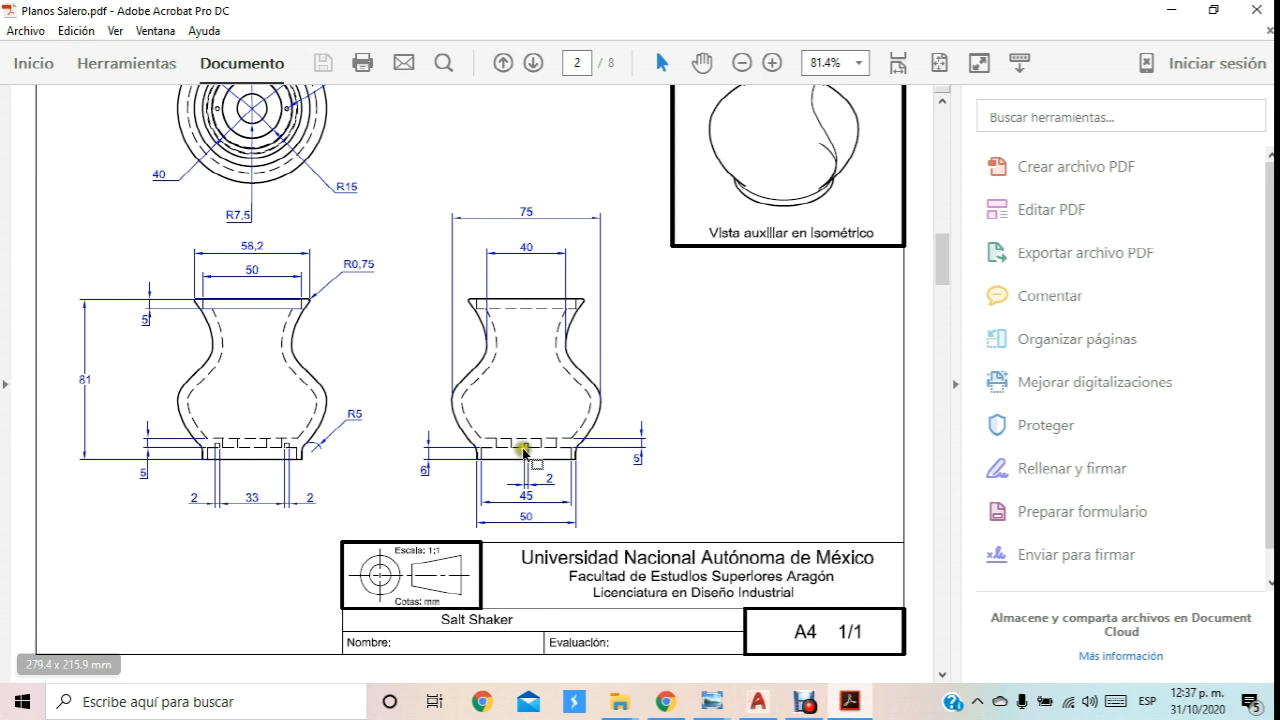 Planos Salero.pdf - Adobe Acrobat Pro DC
Archivo Edición Ver Ventana Ayuda
Inicio Herramientas Documento 2 / 8 81.4% Iniciar sesión
Buscar herramientas...
Crear archivo PDF
Editar PDF
Exportar archivo PDF
Comentar
Organizar páginas
Mejorar digitalizaciones
Proteger
Rellenar y firmar
Preparar formulario
Enviar para firmar
Almacene y comparta archivos en Document
Cloud
Más información
40
R15
R7,5
Vista auxiliar en Isométrico
58,2
50
R0,75
5
81
R5
5
2 33 2
75
40
6
5
2
45
50
Escala: 1:1
Cotas: mm
Universidad Nacional Autónoma de México
Facultad de Estudios Superiores Aragón
Licenciatura en Diseño Industrial
Salt Shaker
A4 1/1
Nombre: Evaluación:
279.4 x 215.9 mm
Escribe aquí para buscar
ESP
12:37 p. m.
31/10/2020
5